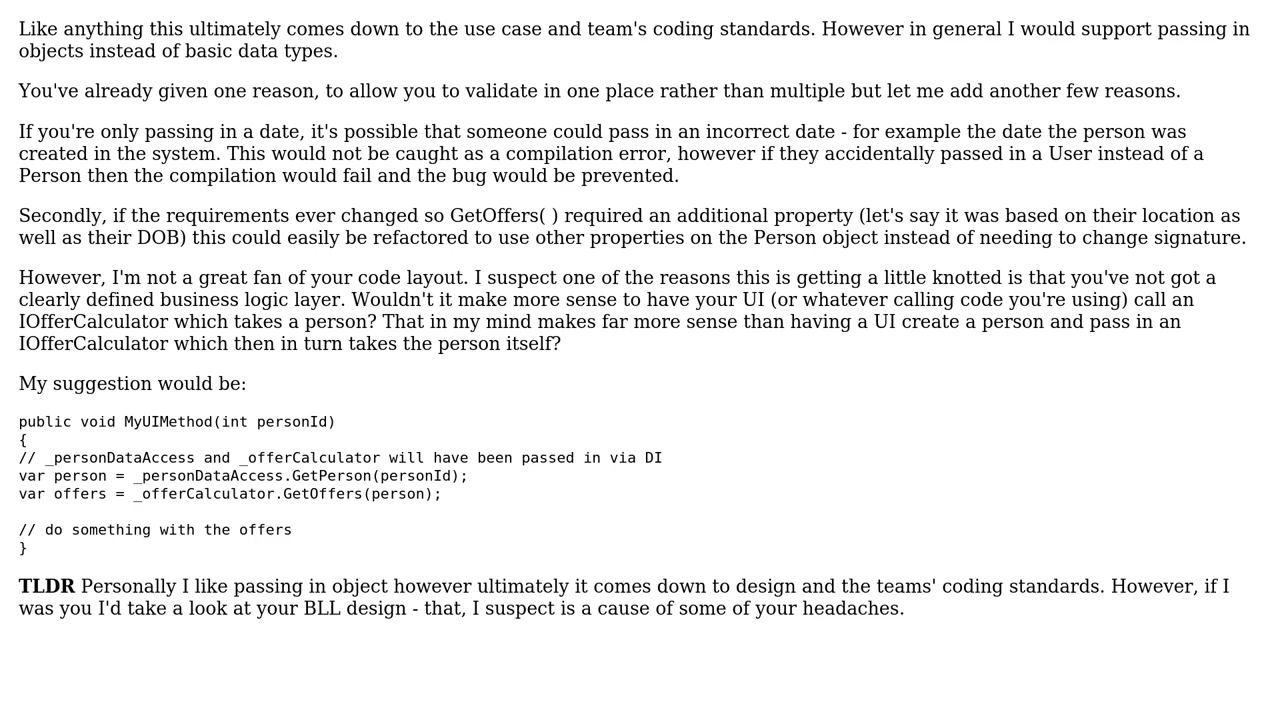 Like anything this ultimately comes down to the use case and team's coding standards. However in general I would support passing in
objects instead of basic data types.
You've already given one reason, to allow you to validate in one place rather than multiple but let me add another few reasons.
If you're only passing in a date, it's possible that someone could pass in an incorrect date - for example the date the person was
created in the system. This would not be caught as a compilation error, however if they accidentally passed in a User instead of a
Person then the compilation would fail and the bug would be prevented.
Secondly, if the requirements ever changed so GetOffers( ) required an additional property (let's say it was based on their location as
well as their DOB) this could easily be refactored to use other properties on the Person object instead of needing to change signature.
However, I'm not a great fan of your code layout. I suspect one of the reasons this is getting a little knotted is that you've not got a
clearly defined business logic layer. Wouldn't it make more sense to have your UI (or whatever calling code you're using) call an
IOfferCalculator which takes a person? That in my mind makes far more sense than having a UI create a person and pass in an
IOfferCalculator which then in turn takes the person itself?
My suggestion would be:
public void MyUIMethod(int personId)
{
// _personDataAccess and _offerCalculator will have been passed in via DI
var person = _personDataAccess.GetPerson(personId);
var offers = _offerCalculator.GetOffers(person);
// do something with the offers
}
TLDR Personally I like passing in object however ultimately it comes down to design and the teams' coding standards. However, if I
was you I'd take a look at your BLL design - that, I suspect is a cause of some of your headaches.